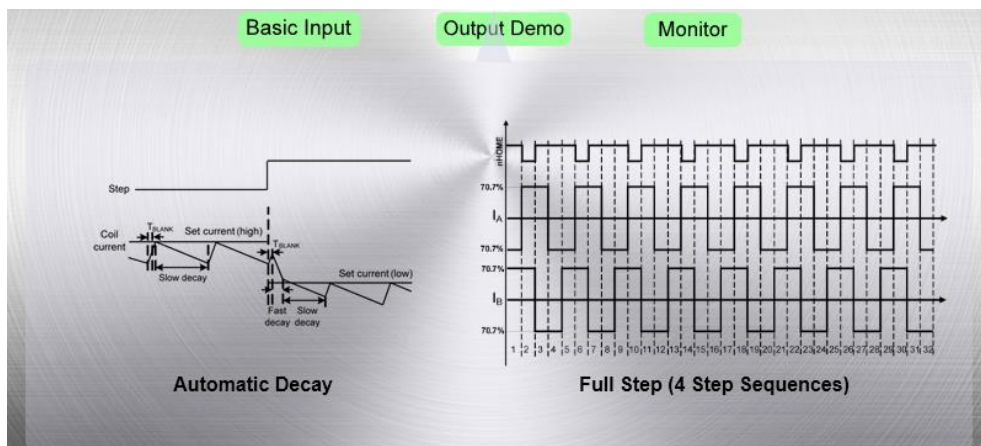 Basic Input
Output Demo
Monitor
Step
TBLANK
Coil current
Set current (high)
TBLANK
Slow decay
Set current (low)
Fast decay
Slow decay
Automatic Decay
nHOME
70.7%
IA
70.7%
70.7%
IB
70.7%
1 2 3 4 5 6 7 8 9 10 11 12 13 14 15 16 17 18 19 20 21 22 23 24 25 26 27 28 29 30 31 32
Full Step (4 Step Sequences)